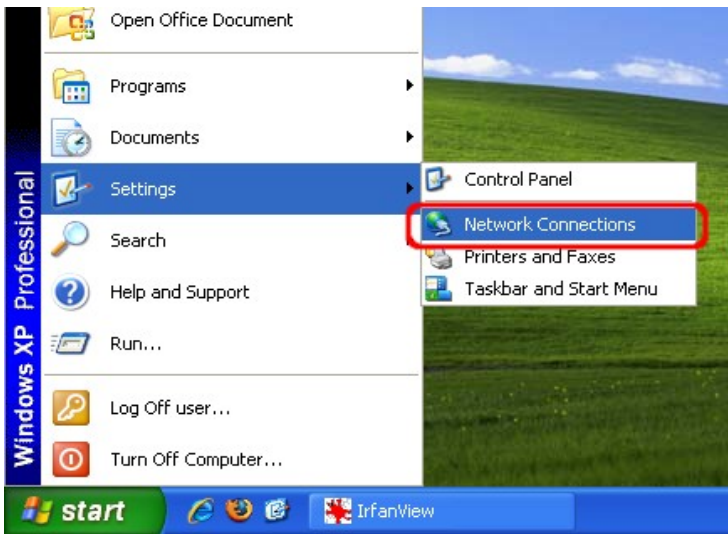 Open Office Document
Programs
Documents
Settings
Search
Help and Support
Run...
Log Off user...
Turn Off Computer...
Control Panel
Network Connections
Printers and Faxes
Taskbar and Start Menu
Windows XP Professional
start
IrfanView